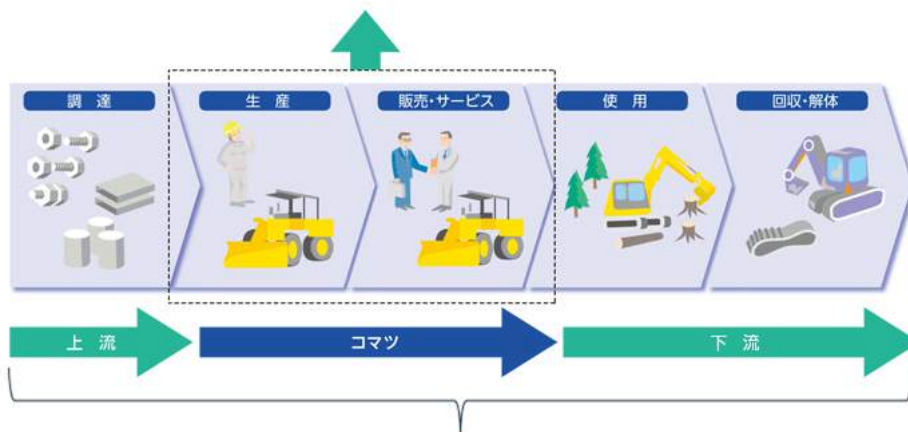 調達
生産
販売・サービス
使用
回収・解体
上流
コマツ
下流